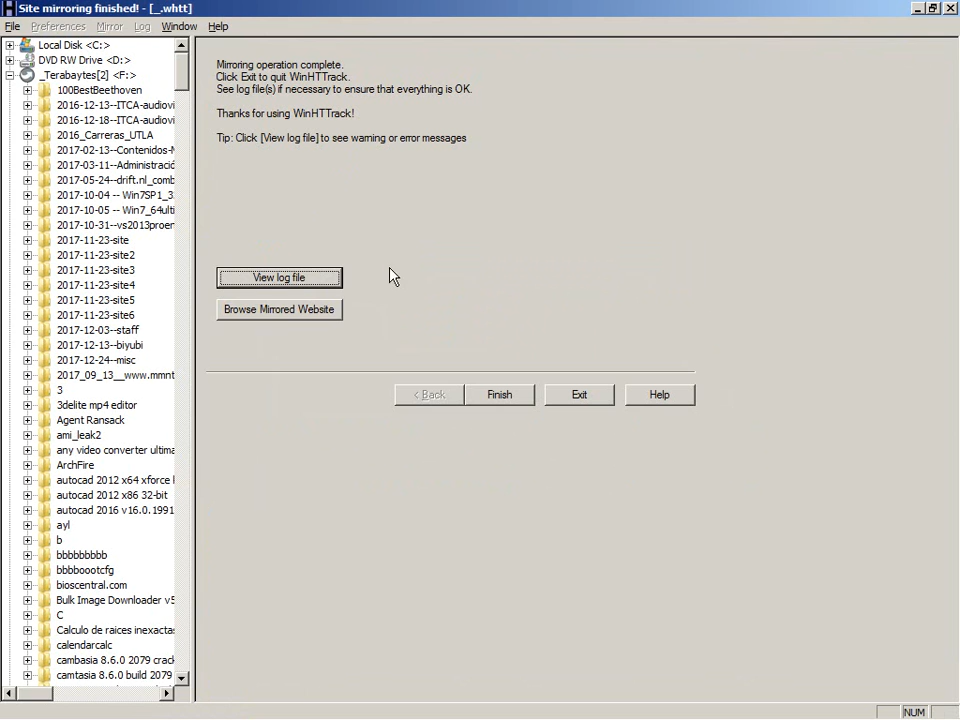 Site mirroring finished! - [_.whtt]
File Preferences Mirror Log Window Help
Local Disk <C:>
DVD RW Drive <D:>
_Terabaytes[2] <F:>
100BestBeethoven
2016-12-13--ITCA-audiovi
2016-12-18--ITCA-audiovi
2016_Carreras_UTLA
2017-02-13--Contenidos-M
2017-03-11--Administració
2017-05-24--drift.nl_comb
2017-10-04 -- Win7SP1_3
2017-10-05 -- Win7_64ulti
2017-10-31--vs2013proen
2017-11-23-site
2017-11-23-site2
2017-11-23-site3
2017-11-23-site4
2017-11-23-site5
2017-11-23-site6
2017-12-03--staff
2017-12-13--biyubi
2017-12-24--misc
2017_09_13__www.mmnt
3
3delite mp4 editor
Agent Ransack
ami_leak2
any video converter ultima
ArchFire
autocad 2012 x64 xforce
autocad 2012 x86 32-bit
autocad 2016 v16.0.1991
ayl
b
bbbbbbbbb
bbbboootcfg
bioscentral.com
Bulk Image Downloader v5
C
Calculo de raices inexactas
calendarcalc
cambasia 8.6.0 2079 crack
camtasia 8.6.0 build 2079
Mirroring operation complete.
Click Exit to quit WinHTTrack.
See log file(s) if necessary to ensure that everything is OK.
Thanks for using WinHTTrack!
Tip: Click [View log file] to see warning or error messages
View log file
Browse Mirrored Website
< Back Finish Exit Help
NUM